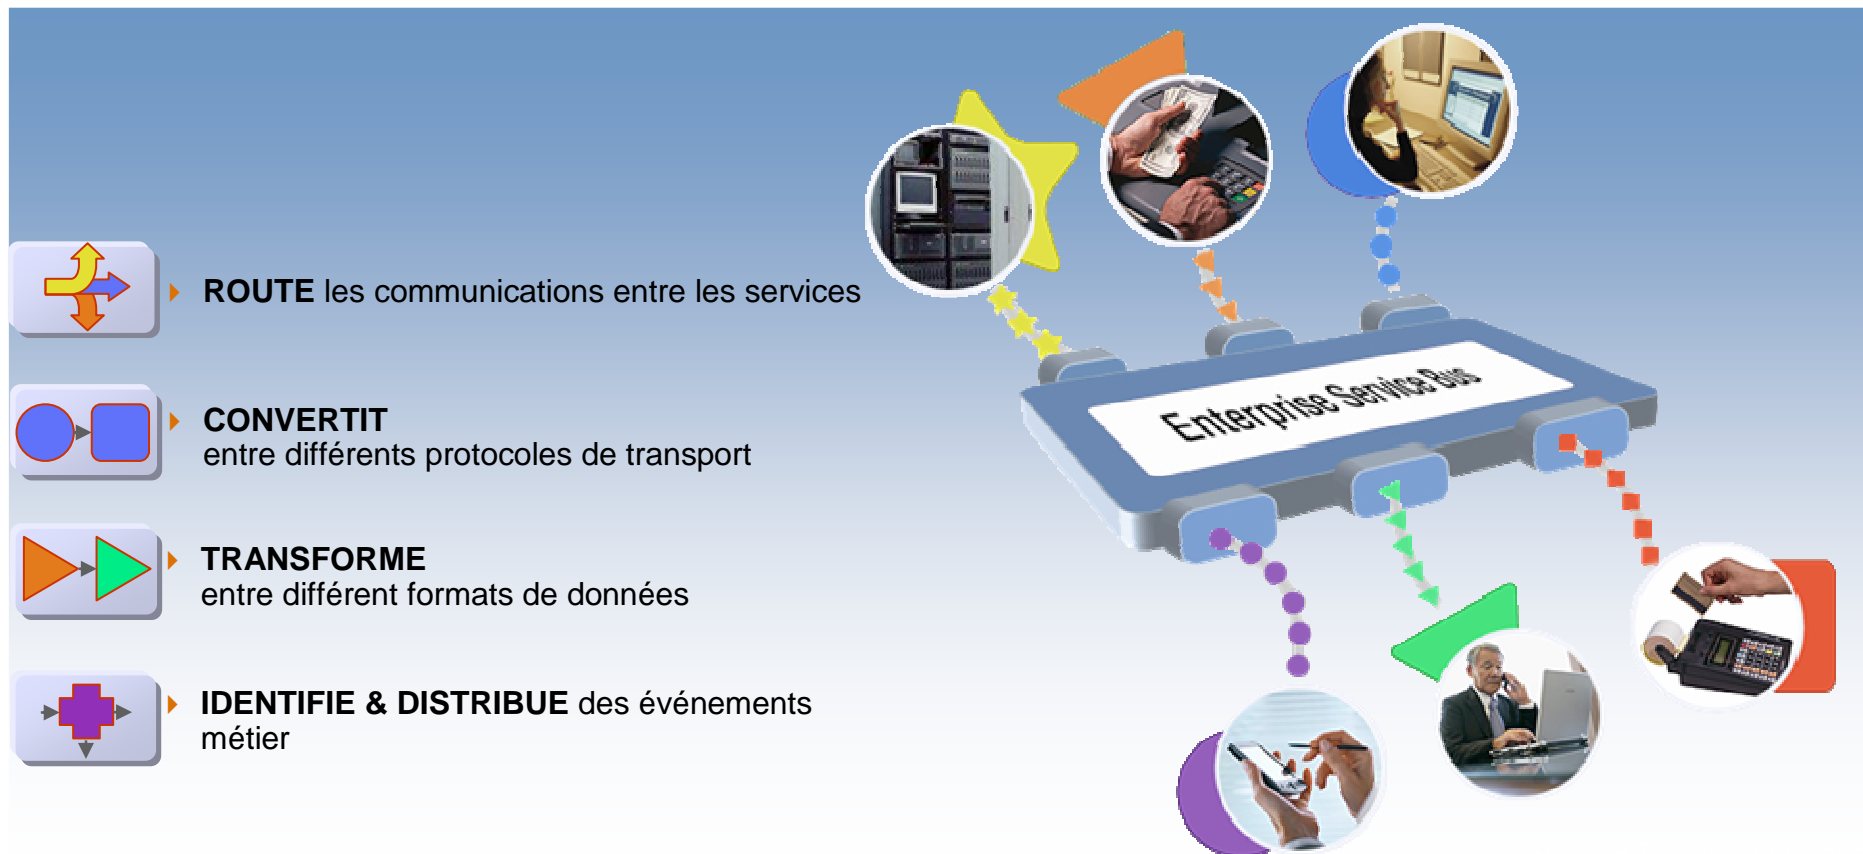 ROUTE les communications entre les services
CONVERTIT
entre différents protocoles de transport
TRANSFORME
entre différent formats de données
IDENTIFIE & DISTRIBUE des événements
métier
Enterprise Service Bus